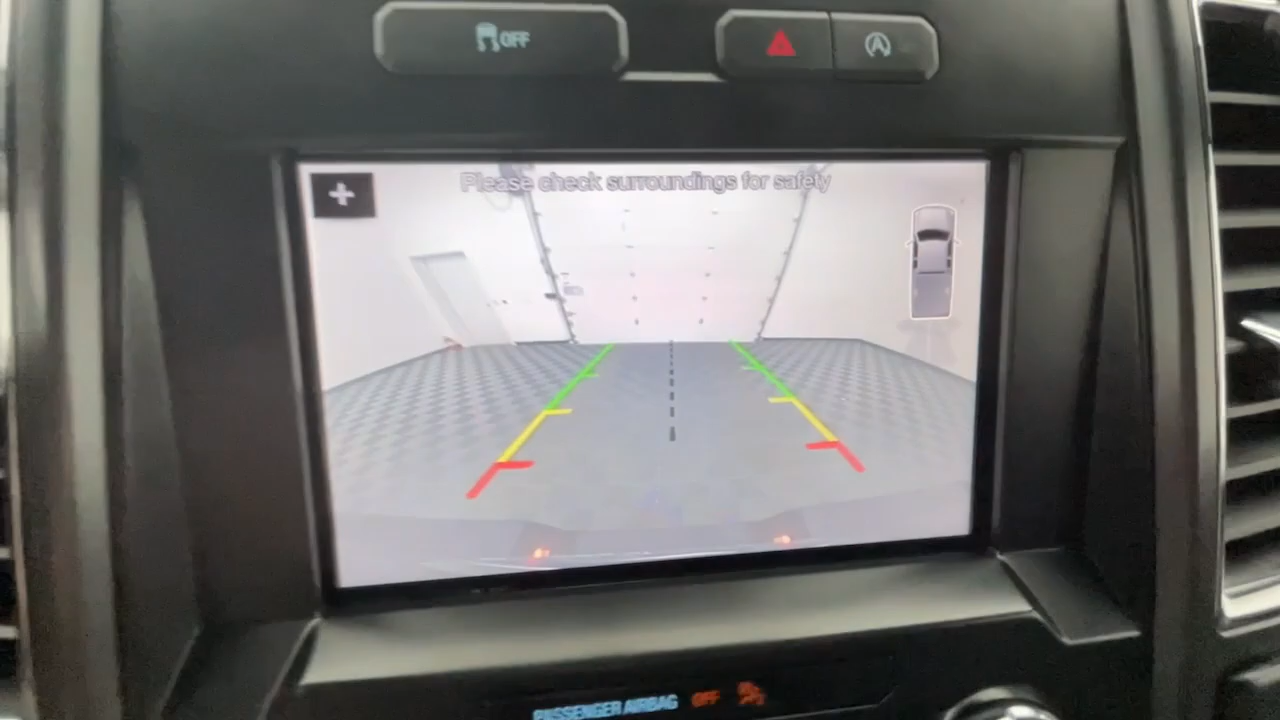 OFF
A
+
Please check surroundings for safety
PASSENGER AIRBAG OFF